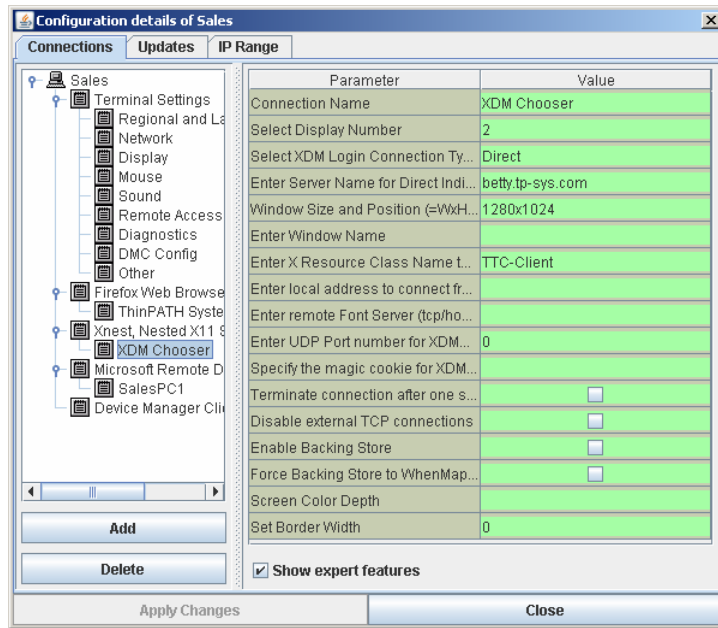 Configuration details of Sales
Connections Updates IP Range
Sales
Terminal Settings
Regional and La
Network
Display
Mouse
Sound
Remote Access
Diagnostics
DMC Config
Other
Firefox Web Browse
ThinPATH Syste
Xnest, Nested X11 S
XDM Chooser
Microsoft Remote D
SalesPC1
Device Manager Clie
Add
Delete
Parameter Value
Connection Name XDM Chooser
Select Display Number 2
Select XDM Login Connection Ty... Direct
Enter Server Name for Direct Indi... betty.tp-sys.com
Window Size and Position (=WxH... 1280x1024
Enter Window Name
Enter X Resource Class Name t... TTC-Client
Enter local address to connect fr...
Enter remote Font Server (tcp/ho...
Enter UDP Port number for XDM... 0
Specify the magic cookie for XDM...
Terminate connection after one s...
Disable external TCP connections
Enable Backing Store
Force Backing Store to WhenMap...
Screen Color Depth
Set Border Width 0
Show expert features
Apply Changes Close